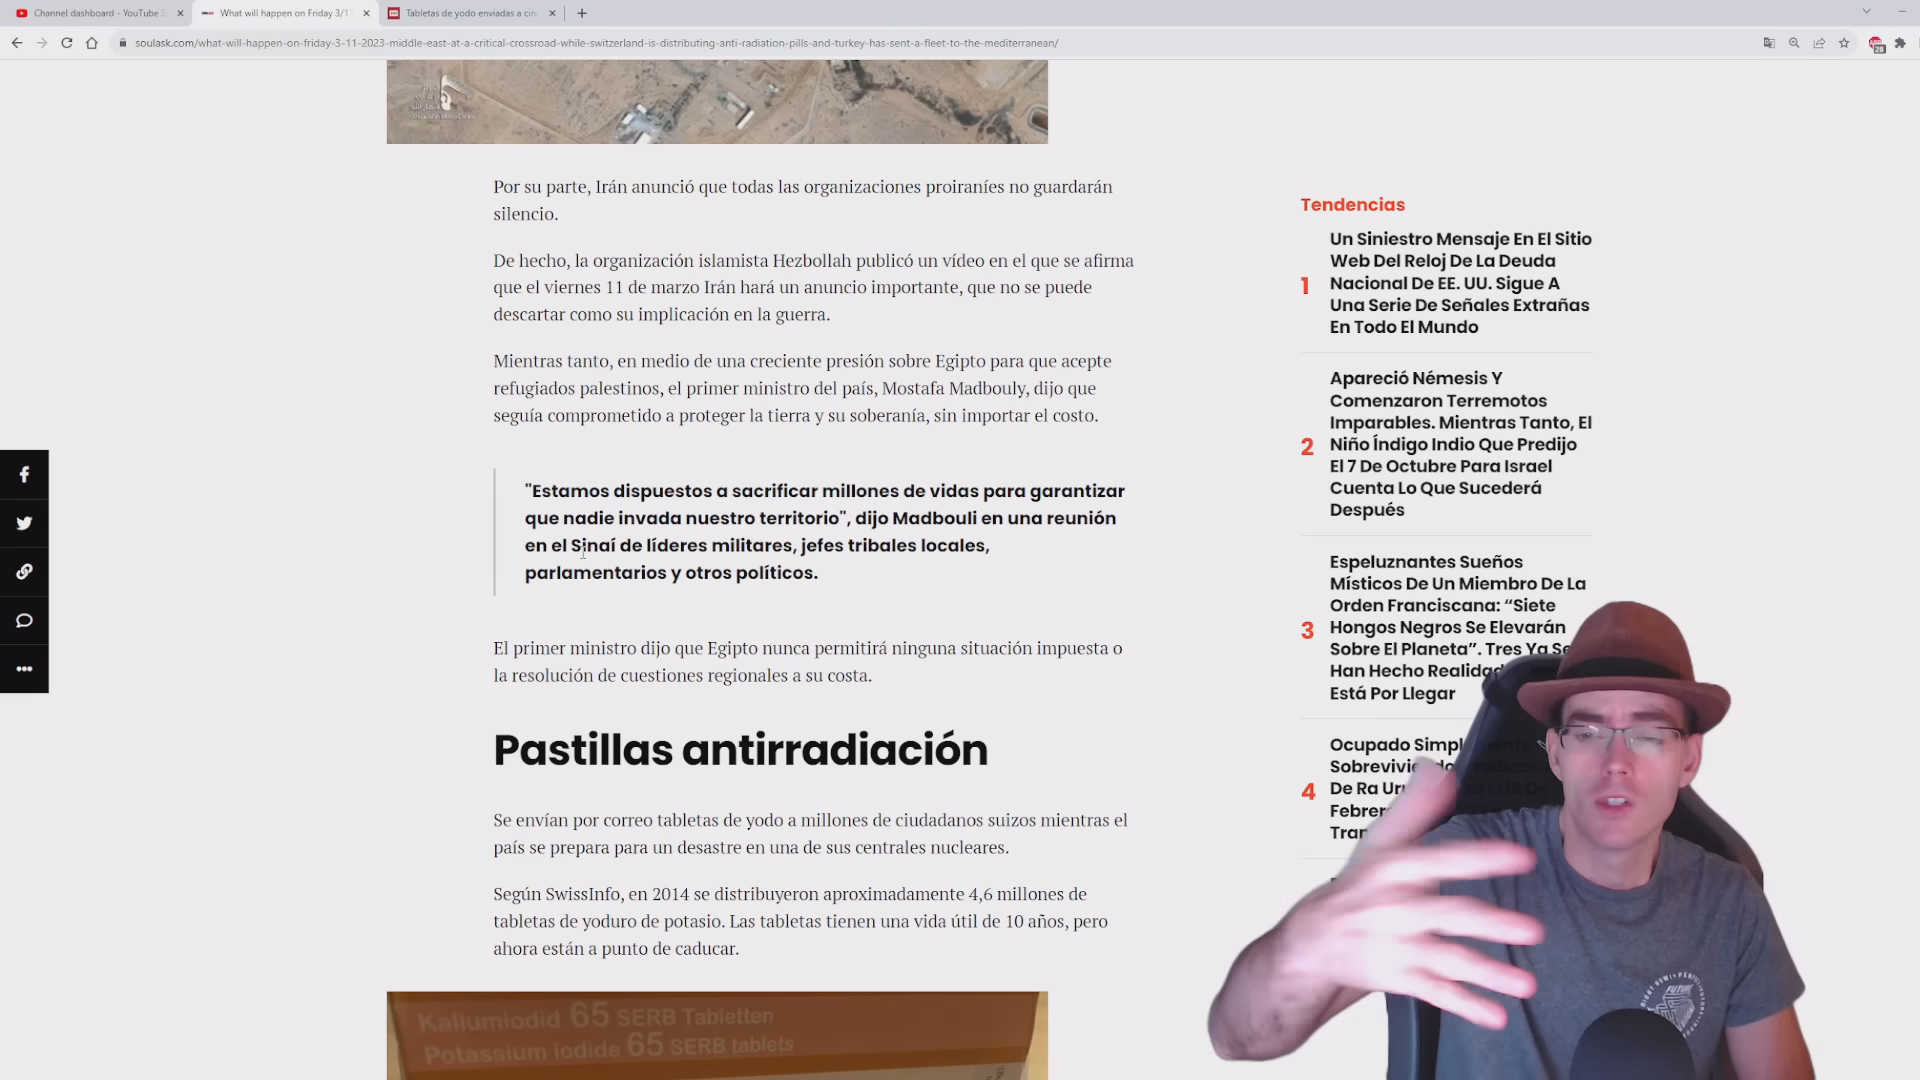 Channel dashboard - YouTube S
What will happen on Friday 3/11
Tabletas de yodo enviadas a cin
soulask.com/what-will-happen-on-friday-3-11-2023-middle-east-at-a-critical-crossroad-while-switzerland-is-distributing-anti-radiation-pills-and-turkey-has-sent-a-fleet-to-the-mediterranean/
Por su parte, Irán anunció que todas las organizaciones proiraníes no guardarán
silencio.
De hecho, la organización islamista Hezbollah publicó un vídeo en el que se afirma
que el viernes 11 de marzo Irán hará un anuncio importante, que no se puede
descartar como su implicación en la guerra.
Mientras tanto, en medio de una creciente presión sobre Egipto para que acepte
refugiados palestinos, el primer ministro del país, Mostafa Madbouly, dijo que
seguía comprometido a proteger la tierra y su soberanía, sin importar el costo.
"Estamos dispuestos a sacrificar millones de vidas para garantizar
que nadie invada nuestro territorio", dijo Madbouli en una reunión
en el Sinaí de líderes militares, jefes tribales locales,
parlamentarios y otros políticos.
El primer ministro dijo que Egipto nunca permitirá ninguna situación impuesta o
la resolución de cuestiones regionales a su costa.
Pastillas antirradiación
Se envían por correo tabletas de yodo a millones de ciudadanos suizos mientras el
país se prepara para un desastre en una de sus centrales nucleares.
Según SwissInfo, en 2014 se distribuyeron aproximadamente 4,6 millones de
tabletas de yoduro de potasio. Las tabletas tienen una vida útil de 10 años, pero
ahora están a punto de caducar.
Kaliumiodid 65 SERB Tabletten
Potassium iodide 65 SERB tablets
Tendencias
1
Un Siniestro Mensaje En El Sitio
Web Del Reloj De La Deuda
Nacional De EE. UU. Sigue A
Una Serie De Señales Extrañas
En Todo El Mundo
2
Apareció Némesis Y
Comenzaron Terremotos
Imparables. Mientras Tanto, El
Niño Índigo Indio Que Predijo
El 7 De Octubre Para Israel
Cuenta Lo Que Sucederá
Después
3
Espeluznantes Sueños
Místicos De Un Miembro De La
Orden Franciscana: “Siete
Hongos Negros Se Elevarán
Sobre El Planeta”. Tres Ya Se
Han Hecho Realidad
Está Por Llegar
4
Ocupado
De Ra
FUTURE